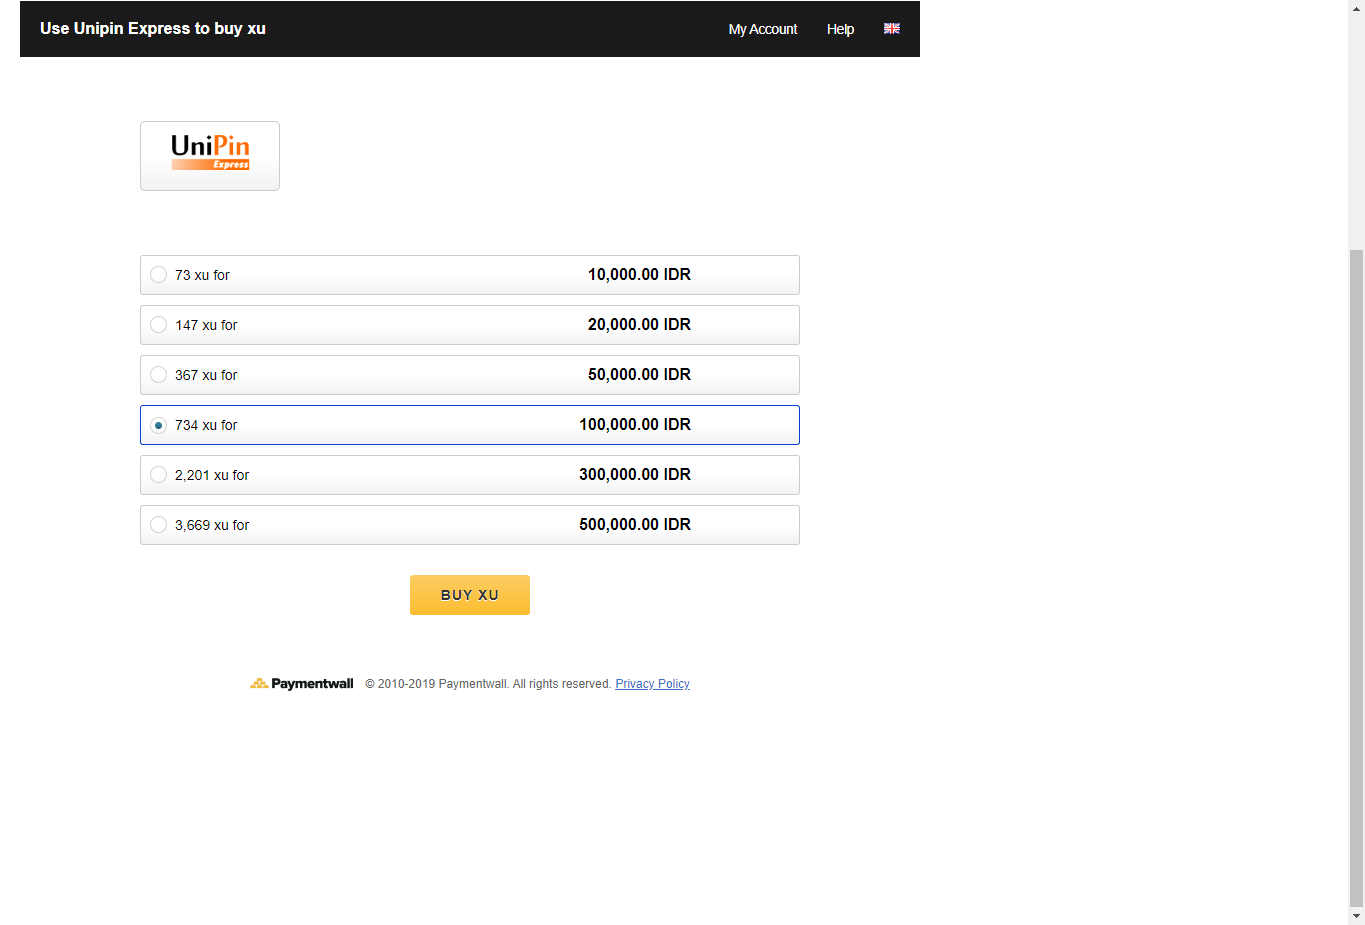 Use Unipin Express to buy xu
My Account
Help
UniPin
Express
73 xu for 10,000.00 IDR
147 xu for 20,000.00 IDR
367 xu for 50,000.00 IDR
734 xu for 100,000.00 IDR
2,201 xu for 300,000.00 IDR
3,669 xu for 500,000.00 IDR
BUY XU
Paymentwall © 2010-2019 Paymentwall. All rights reserved. Privacy Policy